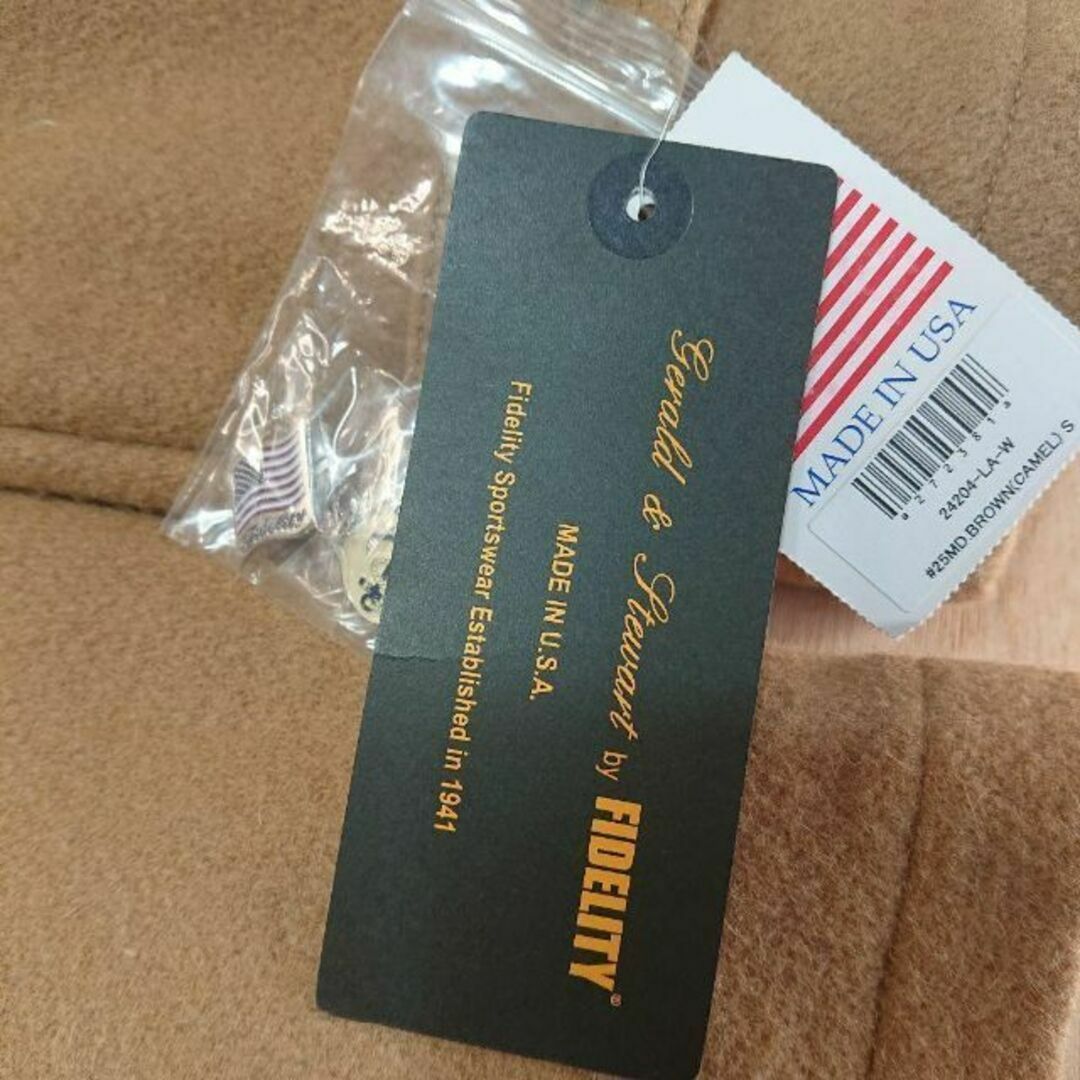 Gerald & Stewart by FIDELITY®
MADE IN U.S.A.
Fidelity Sportswear Established in 1941
MADE IN USA
24204-LA-W
#25MD.BROWN(CAMEL) S
Fidelity